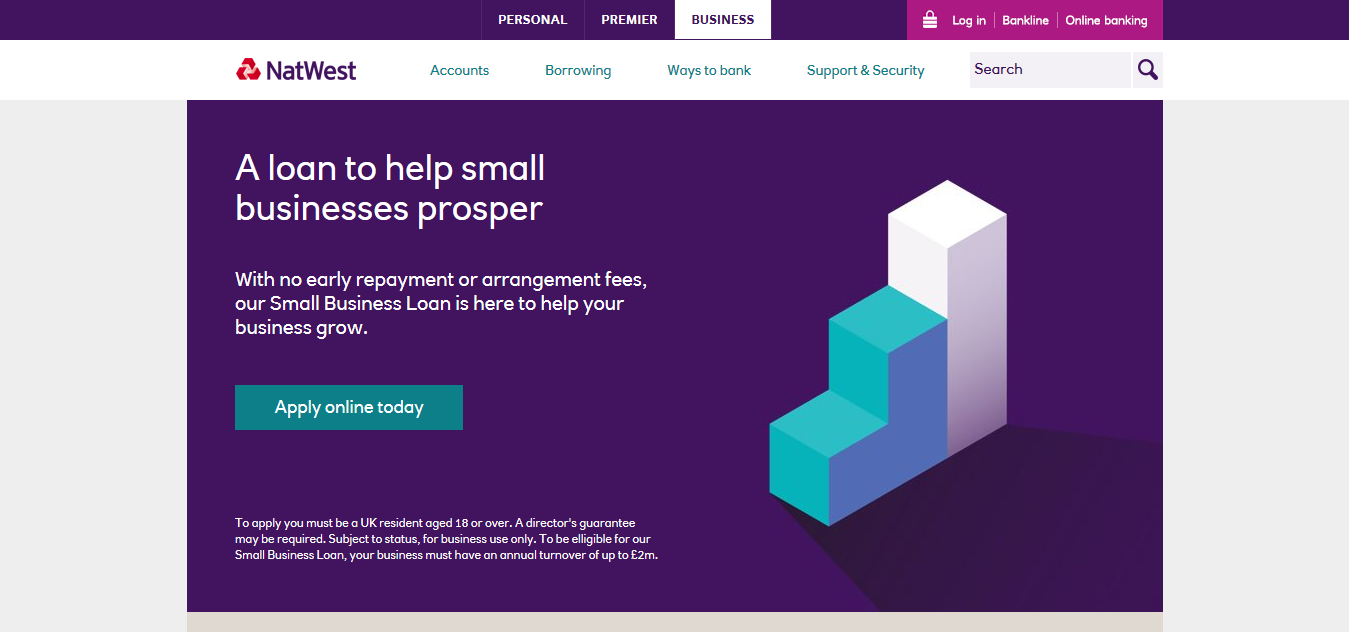 PERSONAL
PREMIER
BUSINESS
Log in
Bankline
Online banking
NatWest
Accounts
Borrowing
Ways to bank
Support & Security
Search
A loan to help small
businesses prosper
With no early repayment or arrangement fees,
our Small Business Loan is here to help your
business grow.
Apply online today
To apply you must be a UK resident aged 18 or over. A director's guarantee
may be required. Subject to status, for business use only. To be elligible for our
Small Business Loan, your business must have an annual turnover of up to £2m.